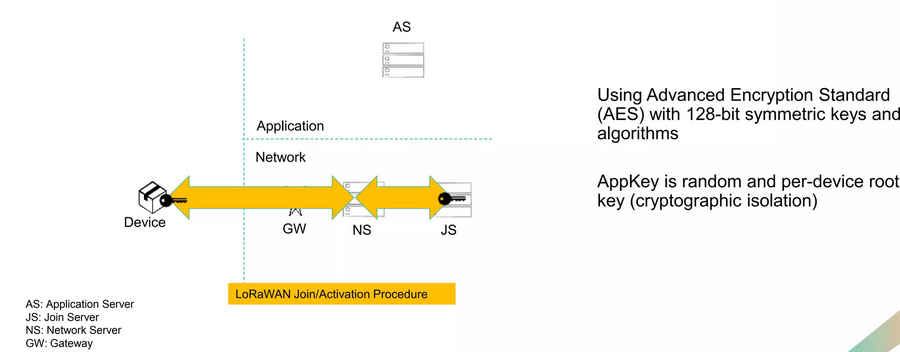 AS
Application
Network
Device
GW
NS
JS
LoRaWAN Join/Activation Procedure
AS: Application Server
JS: Join Server
NS: Network Server
GW: Gateway
Using Advanced Encryption Standard
(AES) with 128-bit symmetric keys and
algorithms
AppKey is random and per-device root
key (cryptographic isolation)